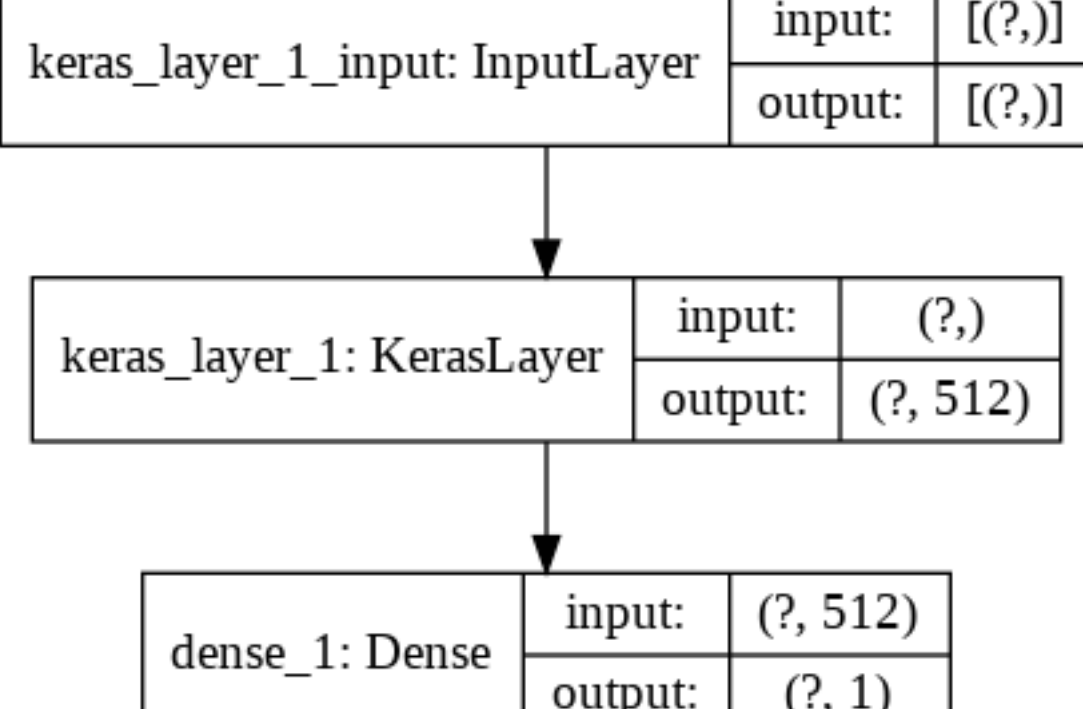 keras_layer_1_input: InputLayer
input: [(?,)]
output: [(?,)]
keras_layer_1: KerasLayer
input: (?,)
output: (?, 512)
dense_1: Dense
input: (?, 512)
output: (?, 1)